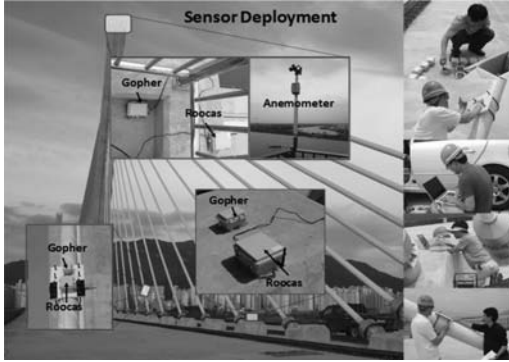 Sensor Deployment
Gopher
Roocas
Anemometer
Gopher
Roocas
Gopher
Roocas